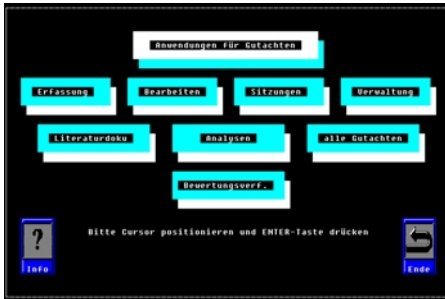 Anwendungen für Gutachten
Erfassung Bearbeiten Sitzungen Verwaltung
Literaturdoku Analysen alle Gutachten
Bewertungsverf.
?
Bitte Cursor positionieren und ENTER-Taste drücken
Info Ende